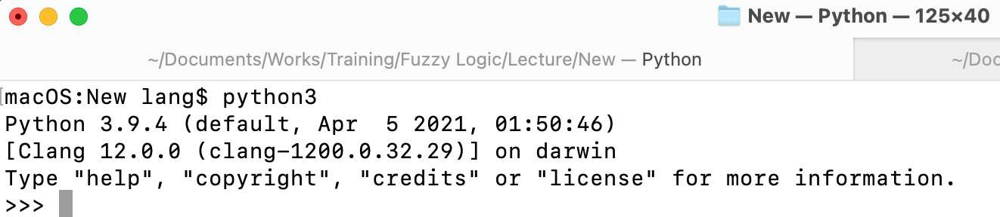 New — Python — 125×40
~/Documents/Works/Training/Fuzzy Logic/Lecture/New — Python
~/Doc
[macOS:New lang$ python3
Python 3.9.4 (default, Apr  5 2021, 01:50:46)
[Clang 12.0.0 (clang-1200.0.32.29)] on darwin
Type "help", "copyright", "credits" or "license" for more information.
>>>